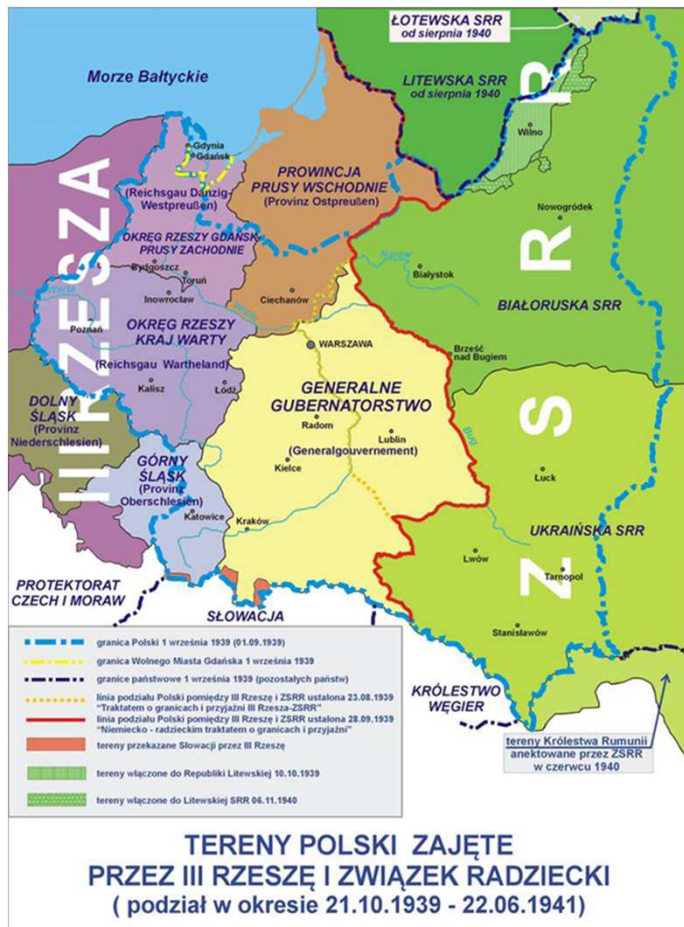 ŁOTEWSKA SRR
od sierpnia 1940
Morze Bałtyckie
LITEWSKA SRR
od sierpnia 1940
Wilno
Gdynia
Gdańsk
PROWINCJA
PRUSY WSCHODNIE
(Provinz Ostpreußen)
(Reichsgau Danzig-
Westpreußen)
Nowogródek
OKRĘG RZESZY GDAŃSK-
PRUSY ZACHODNIE
Bydgoszcz
Toruń
Narew
Białystok
Inowrocław
Ciechanów
Warta
Wisła
BIAŁORUSKA SRR
Poznań
OKRĘG RZESZY
KRAJ WARTY
(Reichsgau Wartheland)
WARSZAWA
Brześć
nad Bugiem
Kalisz
Łódź
GENERALNE
GUBERNATORSTWO
Radom
Lublin
(Generalgouvernement)
Bug
DOLNY
ŚLĄSK
(Provinz
Niederschlesien)
Kielce
GÓRNY
ŚLĄSK
(Provinz
Oberschlesien)
Łuck
Katowice
Kraków
UKRAIŃSKA SRR
Lwów
Tarnopol
Stanisławów
III RZESZA
ZSRR
PROTEKTORAT
CZECH I MORAW
SŁOWACJA
KRÓLESTWO
WĘGIER
tereny Królestwa Rumunii
anektowane przez ZSRR
w czerwcu 1940
granica Polski 1 września 1939 (01.09.1939)
granica Wolnego Miasta Gdańska 1 września 1939
granice państwowe 1 września 1939 (pozostałych państw)
linia podziału Polski pomiędzy III Rzeszę i ZSRR ustalona 23.08.1939
"Traktatem o granicach i przyjaźni III Rzesza-ZSRR"
linia podziału Polski pomiędzy III Rzeszę i ZSRR ustalona 28.09.1939
"Niemiecko - radzieckim traktatem o granicach i przyjaźni"
tereny przekazane Słowacji przez III Rzeszę
tereny włączone do Republiki Litewskiej 10.10.1939
tereny włączone do Litewskiej SRR 06.11.1940
TERENY POLSKI ZAJĘTE
PRZEZ III RZESZĘ I ZWIĄZEK RADZIECKI
( podział w okresie 21.10.1939 - 22.06.1941)